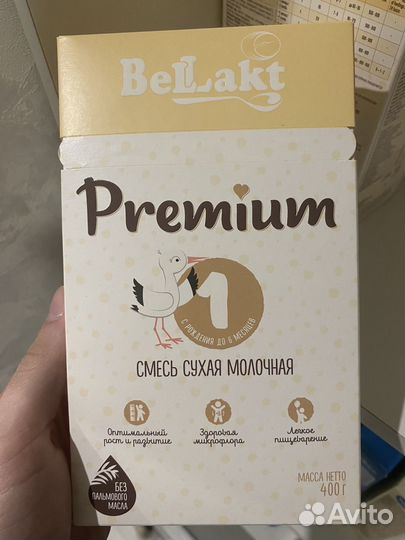 BeLLakt
Premium
1
С РОЖДЕНИЯ ДО 6 МЕСЯЦЕВ
СМЕСЬ СУХАЯ МОЛОЧНАЯ
Оптимальный
рост и развитие
Здоровая
микрофлора
Легкое
пищеварение
БЕЗ
ПАЛЬМОВОГО
МАСЛА
МАССА НЕТТО
400 г
Avito